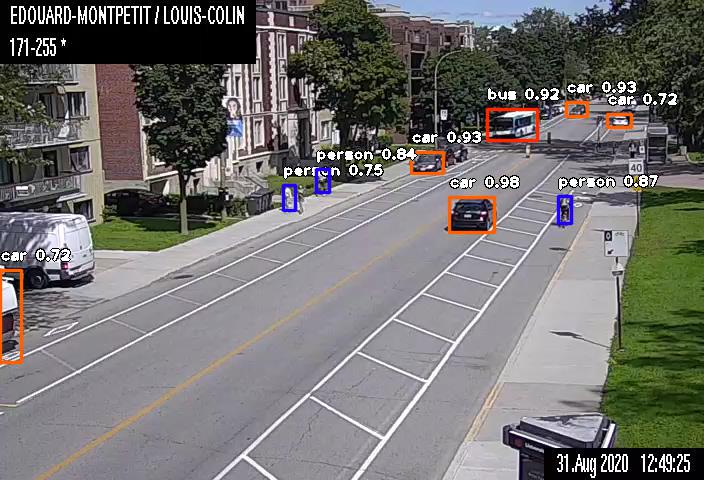 EDOUARD-MONTPETIT / LOUIS-COLIN
171-255 *
bus 0.92
car 0.93
car 0.72
car 0.93
person 0.84
person 0.75
car 0.98
person 0.87
40
car 0.72
31.Aug 2020 12:49:25